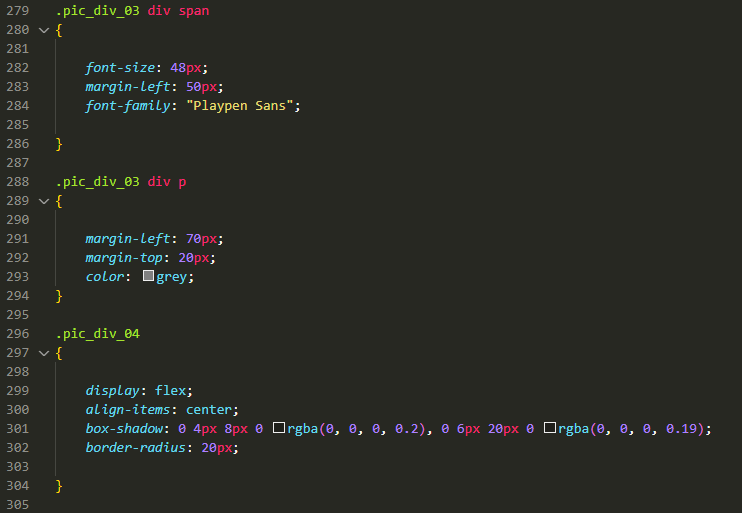 279 .pic_div_03 div span
280 {
281
282 font-size: 48px;
283 margin-left: 50px;
284 font-family: "Playpen Sans";
285
286 }
287
288 .pic_div_03 div p
289 {
290
291 margin-left: 70px;
292 margin-top: 20px;
293 color: grey;
294 }
295
296 .pic_div_04
297 {
298
299 display: flex;
300 align-items: center;
301 box-shadow: 0 4px 8px 0 rgba(0, 0, 0, 0.2), 0 6px 20px 0 rgba(0, 0, 0, 0.19);
302 border-radius: 20px;
303
304 }
305